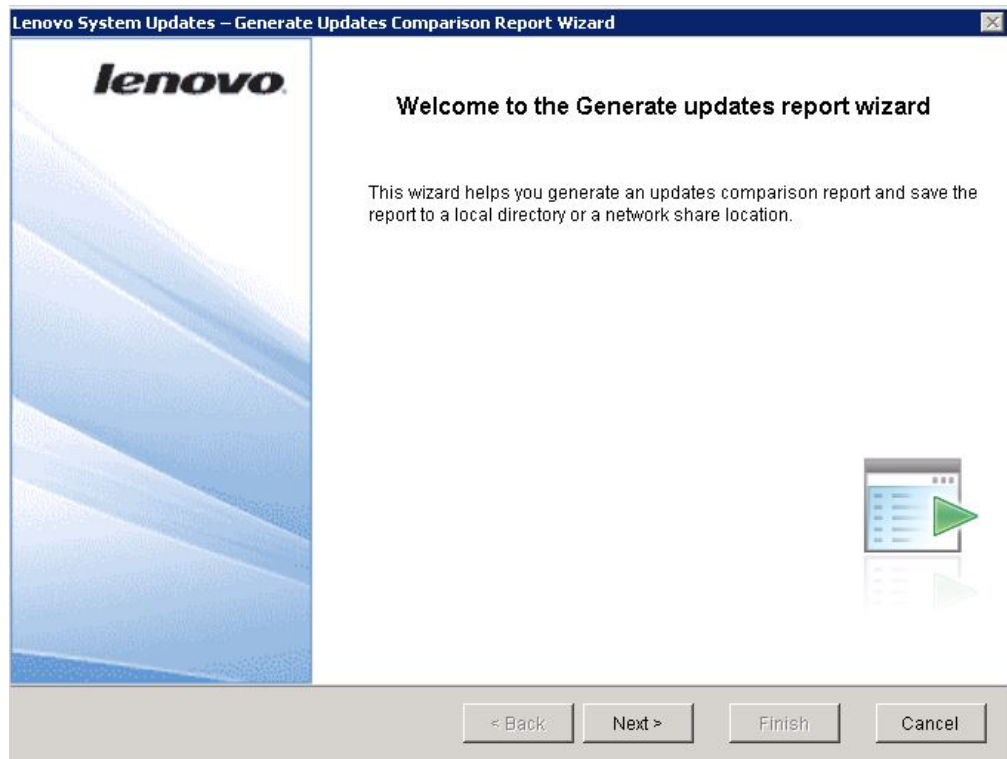 Lenovo System Updates – Generate Updates Comparison Report Wizard
lenovo
Welcome to the Generate updates report wizard
This wizard helps you generate an updates comparison report and save the
report to a local directory or a network share location.
< Back
Next >
Finish
Cancel